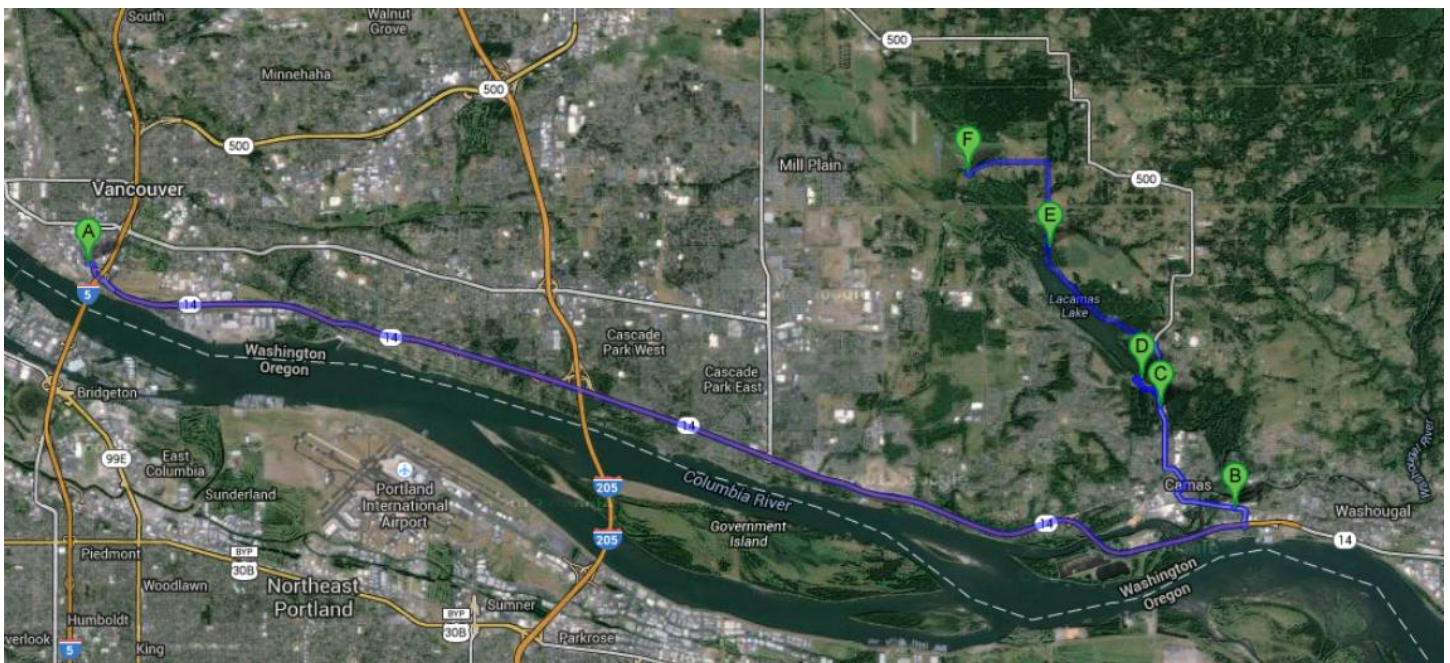 South
Walnut
Grove
500
Minnehaha
500
500
F
Mill Plain
500
Vancouver
A
E
5
14
14
Lacamas
Lake
Washington
Oregon
Cascade
Park West
D
Cascade
Park East
C
Bridgeton
99E
East
Columbia
14
Sunderland
Portland
International
Airport
205
Columbia River
Camas
B
Washougal River
Washougal
Government
Island
14
205
14
Piedmont
BYP
30B
Woodlawn
Northeast
Portland
Washington
Oregon
Humboldt
Sumner
BYP
30B
Parkrose
verlook
5
King